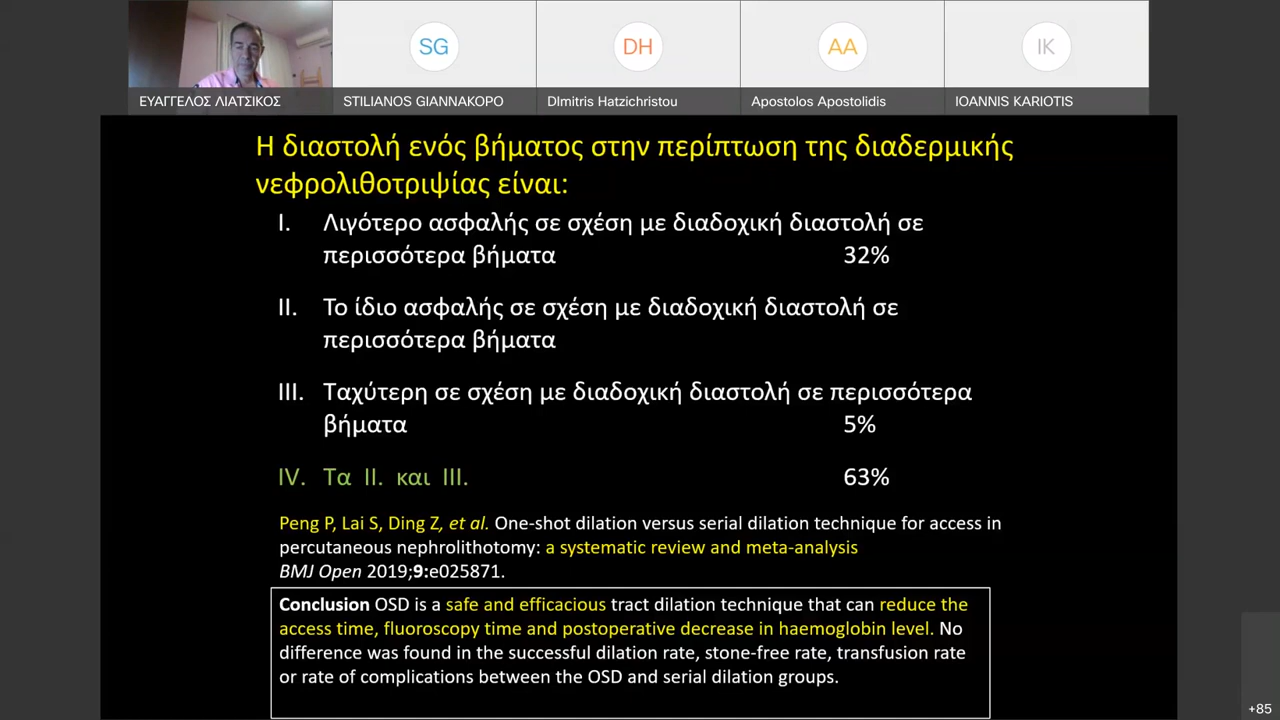 SG
DH
AA
IK
ΕΥΑΓΓΕΛΟΣ ΛΙΑΤΣΙΚΟΣ
STILIANOS GIANNAKOPO
DImitris Hatzichristou
Apostolos Apostolidis
IOANNIS KARIOTIS
Η διαστολή ενός βήματος στην περίπτωση της διαδερμικής
νεφρολιθοτριψίας είναι:
I. Λιγότερο ασφαλής σε σχέση με διαδοχική διαστολή σε
περισσότερα βήματα 32%
II. Το ίδιο ασφαλής σε σχέση με διαδοχική διαστολή σε
περισσότερα βήματα
III. Ταχύτερη σε σχέση με διαδοχική διαστολή σε περισσότερα
βήματα 5%
IV. Τα II. και III. 63%
Peng P, Lai S, Ding Z, et al. One-shot dilation versus serial dilation technique for access in
percutaneous nephrolithotomy: a systematic review and meta-analysis
BMJ Open 2019;9:e025871.
Conclusion OSD is a safe and efficacious tract dilation technique that can reduce the
access time, fluoroscopy time and postoperative decrease in haemoglobin level. No
difference was found in the successful dilation rate, stone-free rate, transfusion rate
or rate of complications between the OSD and serial dilation groups.
+85